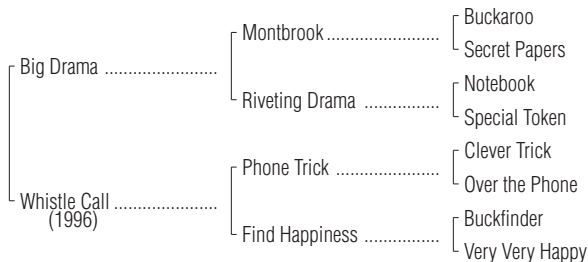 Buckaroo
Montbrook
Secret Papers
Big Drama
Notebook
Riveting Drama
Special Token
Clever Trick
Phone Trick
Over the Phone
Whistle Call
(1996)
Buckfinder
Find Happiness
Very Very Happy